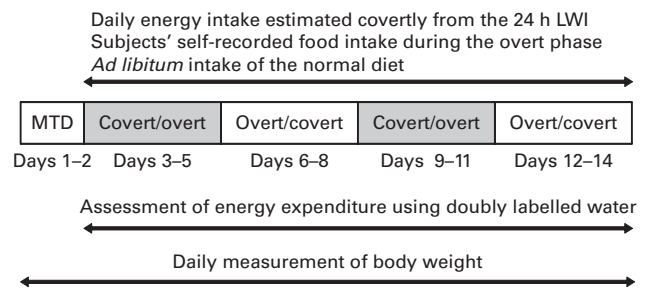 Daily energy intake estimated covertly from the 24 h LWI
Subjects' self-recorded food intake during the overt phase
Ad libitum intake of the normal diet
MTD Covert/overt Overt/covert Covert/overt Overt/covert
Days 1–2 Days 3–5 Days 6–8 Days 9–11 Days 12–14
Assessment of energy expenditure using doubly labelled water
Daily measurement of body weight